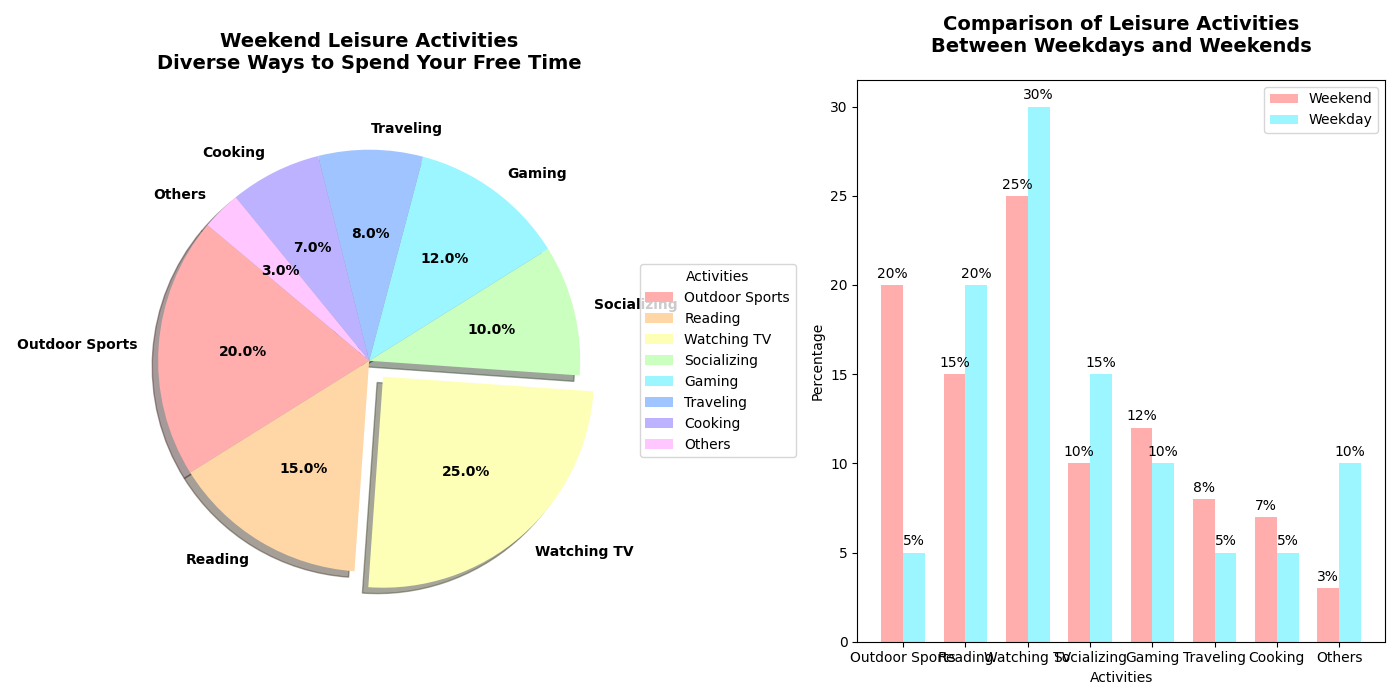 Weekend Leisure Activities
Diverse Ways to Spend Your Free Time
Traveling
Cooking
Gaming
Others
8.0%
7.0%
12.0%
3.0%
Socializing
10.0%
Outdoor Sports
20.0%
15.0%
25.0%
Reading
Watching TV
Activities
Outdoor Sports
Reading
Watching TV
Socializing
Gaming
Traveling
Cooking
Others
Comparison of Leisure Activities
Between Weekdays and Weekends
Weekend
Weekday
Percentage
30
25
20
15
10
5
0
20%
5%
15%
20%
25%
30%
10%
15%
12%
10%
8%
5%
7%
5%
3%
10%
Outdoor Sports
Reading
Watching TV
Socializing
Gaming
Traveling
Cooking
Others
Activities